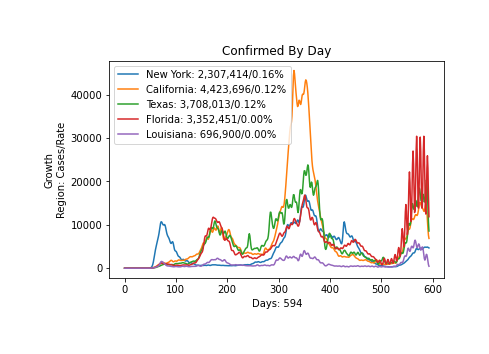 Confirmed By Day
New York: 2,307,414/0.16%
California: 4,423,696/0.12%
Texas: 3,708,013/0.12%
Florida: 3,352,451/0.00%
Louisiana: 696,900/0.00%
Growth
Region: Cases/Rate
40000
30000
20000
10000
0
0 100 200 300 400 500 600
Days: 594